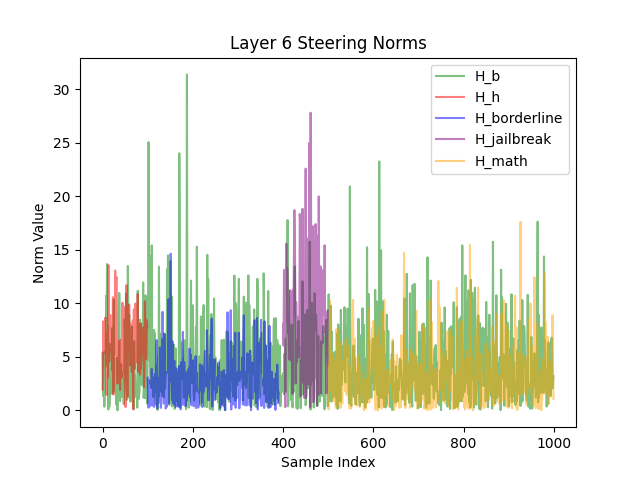 Layer 6 Steering Norms
Norm Value
30
25
20
15
10
5
0
H_b
H_h
H_borderline
H_jailbreak
H_math
0
200
400
600
800
1000
Sample Index